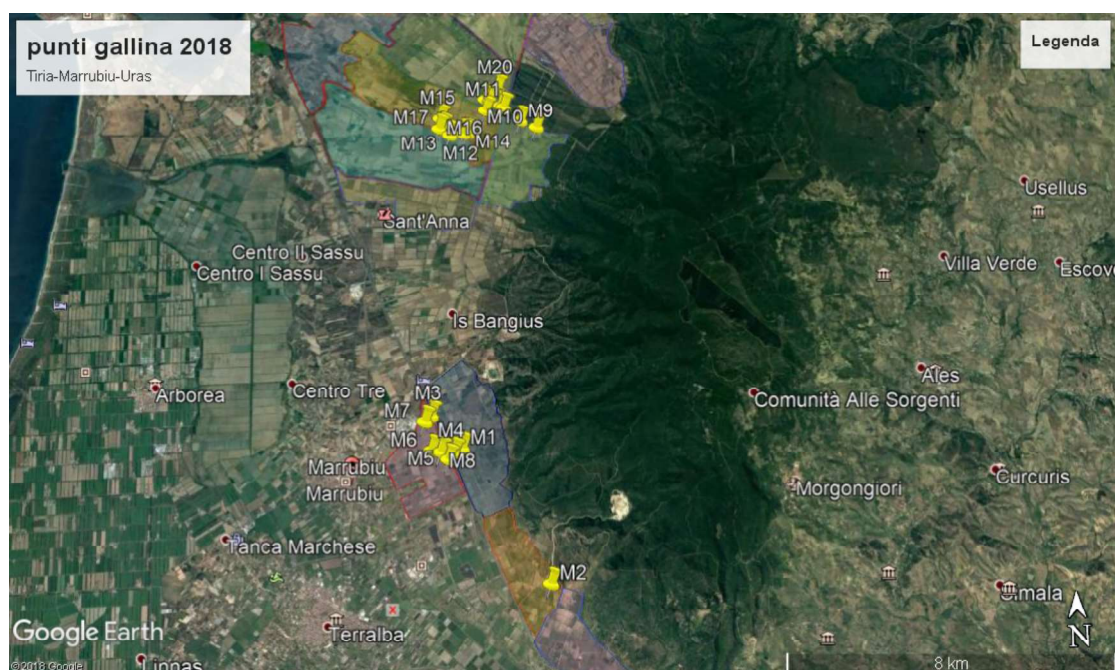 punti gallina 2018
Tiria-Marrubiu-Uras
Legenda
M20
M11
M15
M17
M10
M9
M16
M13
M14
M12
Usellus
Sant'Anna
Centro II Sassu
Centro I Sassu
Villa Verde
Escove
Is Bangius
Ales
Arborea
Centro Tre
M3
M7
Comunità Alle Sorgenti
M4
M1
M6
M5
M8
Marrubiu
Marrubiu
Curcuris
Morgongiori
Tanca Marchese
M2
Simala
Terralba
Google Earth
N
Linnas
©2018 Google
8 km